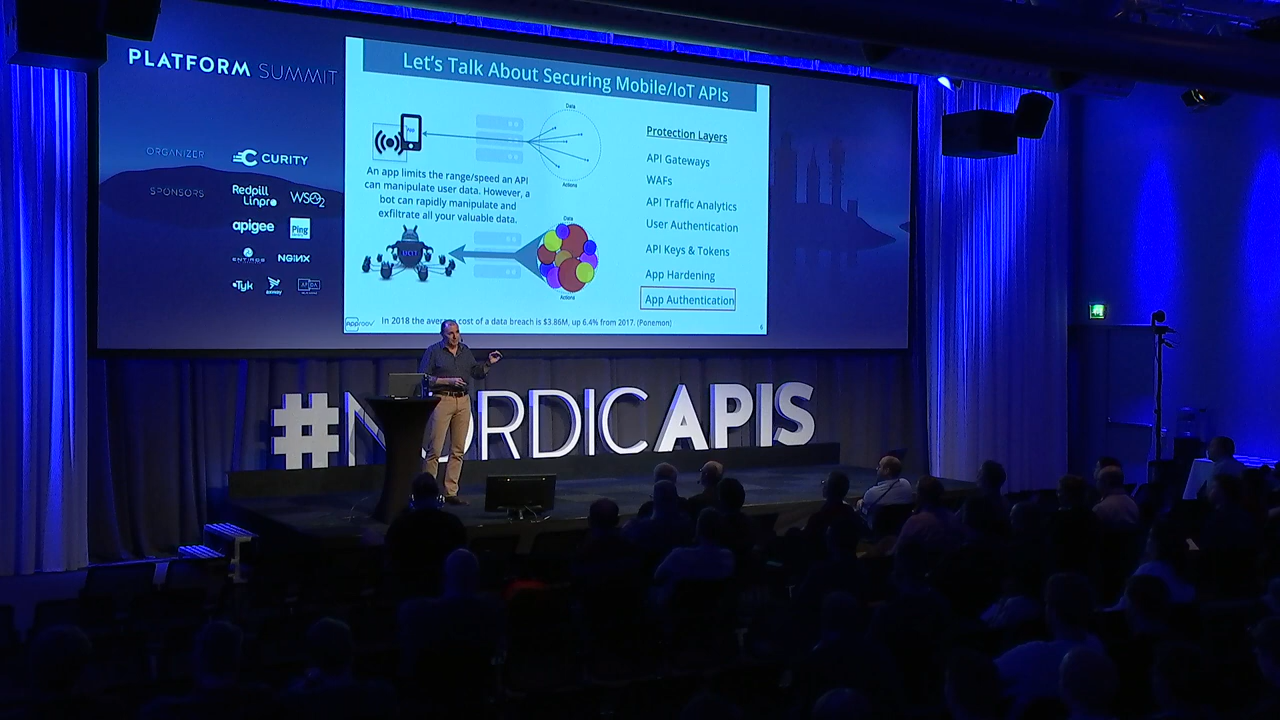 PLATFORM SUMMIT
ORGANIZER
CURITY
SPONSORS
Redpill
Linpro
WSO2
apigee
Ping
NGINX
Tyk
axway
Let's Talk About Securing Mobile/IoT APIs
Data
Actions
An app limits the range/speed an API
can manipulate user data. However, a
bot can rapidly manipulate and
exfiltrate all your valuable data.
Data
Actions
Protection Layers
API Gateways
WAFs
API Traffic Analytics
User Authentication
API Keys & Tokens
App Hardening
App Authentication
approov
In 2018 the average cost of a data breach is $3.86M, up 6.4% from 2017. (Ponemon)
6
#NORDICAPIS